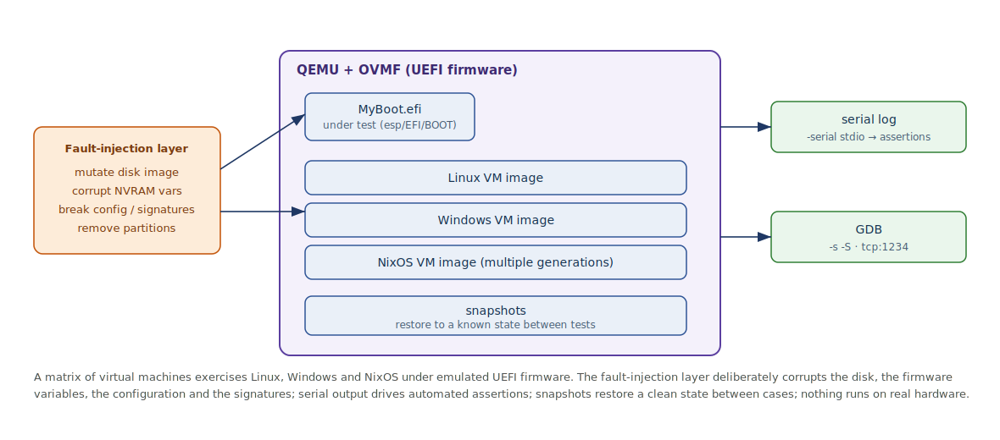 QEMU + OVMF (UEFI firmware)
MyBoot.efi
under test (esp/EFI/BOOT)
Fault-injection layer
mutate disk image
corrupt NVRAM vars
break config / signatures
remove partitions
Linux VM image
Windows VM image
NixOS VM image (multiple generations)
snapshots
restore to a known state between tests
serial log
-serial stdio → assertions
GDB
-s -S · tcp:1234
A matrix of virtual machines exercises Linux, Windows and NixOS under emulated UEFI firmware. The fault-injection layer deliberately corrupts the disk, the firmware
variables, the configuration and the signatures; serial output drives automated assertions; snapshots restore a clean state between cases; nothing runs on real hardware.